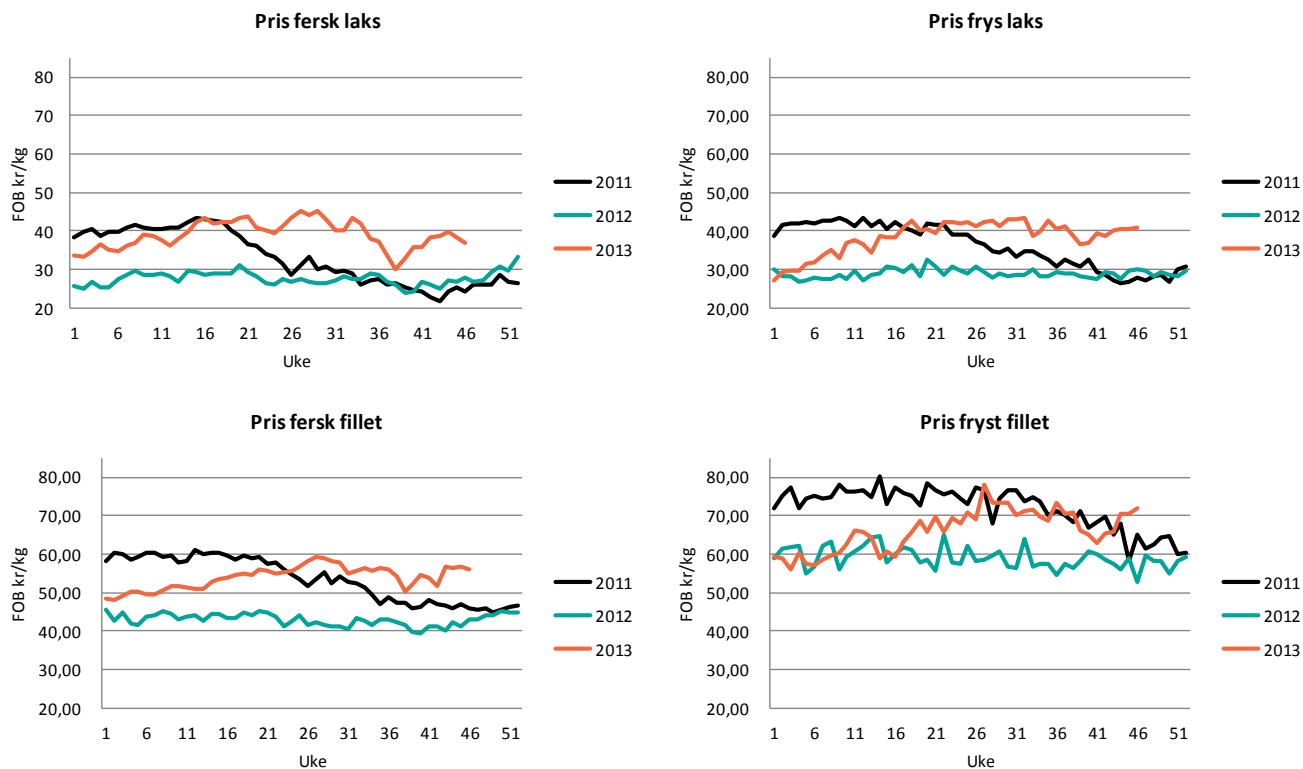 Pris fersk laks
FOB kr/kg
80
70
60
50
40
30
20
1 6 11 16 21 26 31 36 41 46 51
Uke
2011
2012
2013
Pris frys laks
FOB kr/kg
80,00
70,00
60,00
50,00
40,00
30,00
20,00
1 6 11 16 21 26 31 36 41 46 51
Uke
2011
2012
2013
Pris fersk fillet
FOB kr/kg
80,00
70,00
60,00
50,00
40,00
30,00
20,00
1 6 11 16 21 26 31 36 41 46 51
Uke
2011
2012
2013
Pris fryst fillet
FOB kr/kg
80,00
70,00
60,00
50,00
40,00
30,00
20,00
1 6 11 16 21 26 31 36 41 46 51
Uke
2011
2012
2013